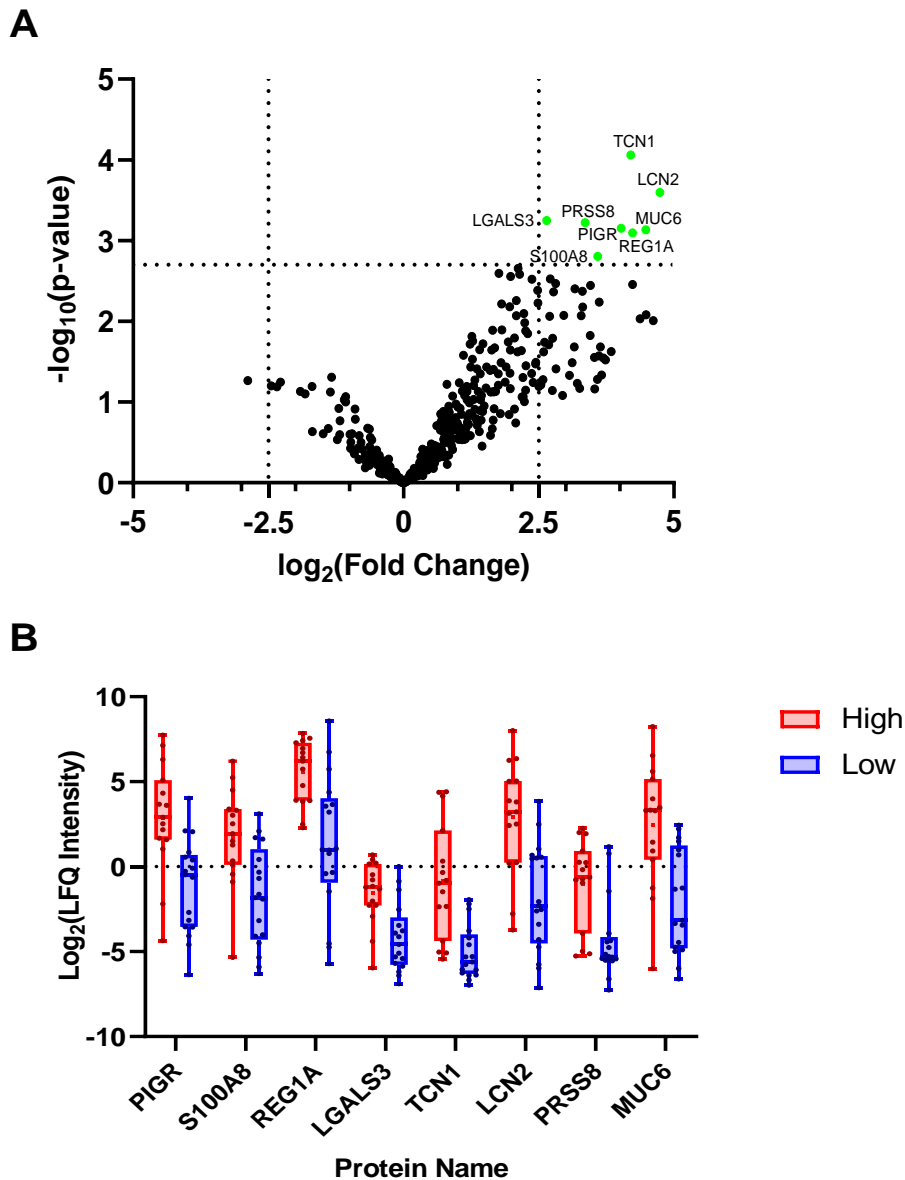 A
5
4
3
2
1
0
-log10(p-value)
TCN1
LCN2
LGALS3
PRSS8
MUC6
PIGR
REG1A
S100A8
-5
-2.5
0
2.5
5
log2(Fold Change)
B
10
5
0
-5
-10
Log2(LFQ Intensity)
High
Low
PIGR
S100A8
REG1A
LGALS3
TCN1
LCN2
PRSS8
MUC6
Protein Name